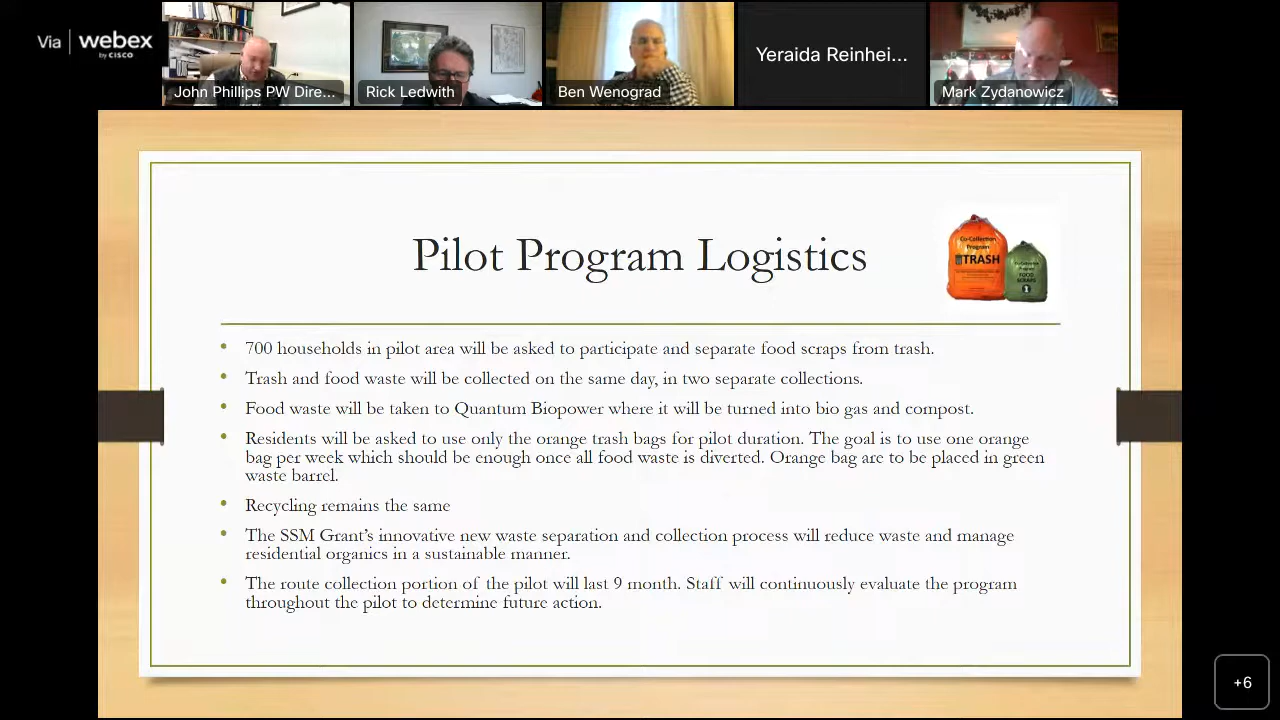 Via webex
by CISCO
John Phillips PW Dire...
Rick Ledwith
Ben Wenograd
Yeraida Reinhei...
Mark Zydanowicz
Pilot Program Logistics
Co-Collection
Program
TRASH
FOOD
SCRAPS
• 700 households in pilot area will be asked to participate and separate food scraps from trash.
• Trash and food waste will be collected on the same day, in two separate collections.
• Food waste will be taken to Quantum Biopower where it will be turned into bio gas and compost.
• Residents will be asked to use only the orange trash bags for pilot duration. The goal is to use one orange
bag per week which should be enough once all food waste is diverted. Orange bag are to be placed in green
waste barrel.
• Recycling remains the same
• The SSM Grant's innovative new waste separation and collection process will reduce waste and manage
residential organics in a sustainable manner.
• The route collection portion of the pilot will last 9 month. Staff will continuously evaluate the program
throughout the pilot to determine future action.
+6